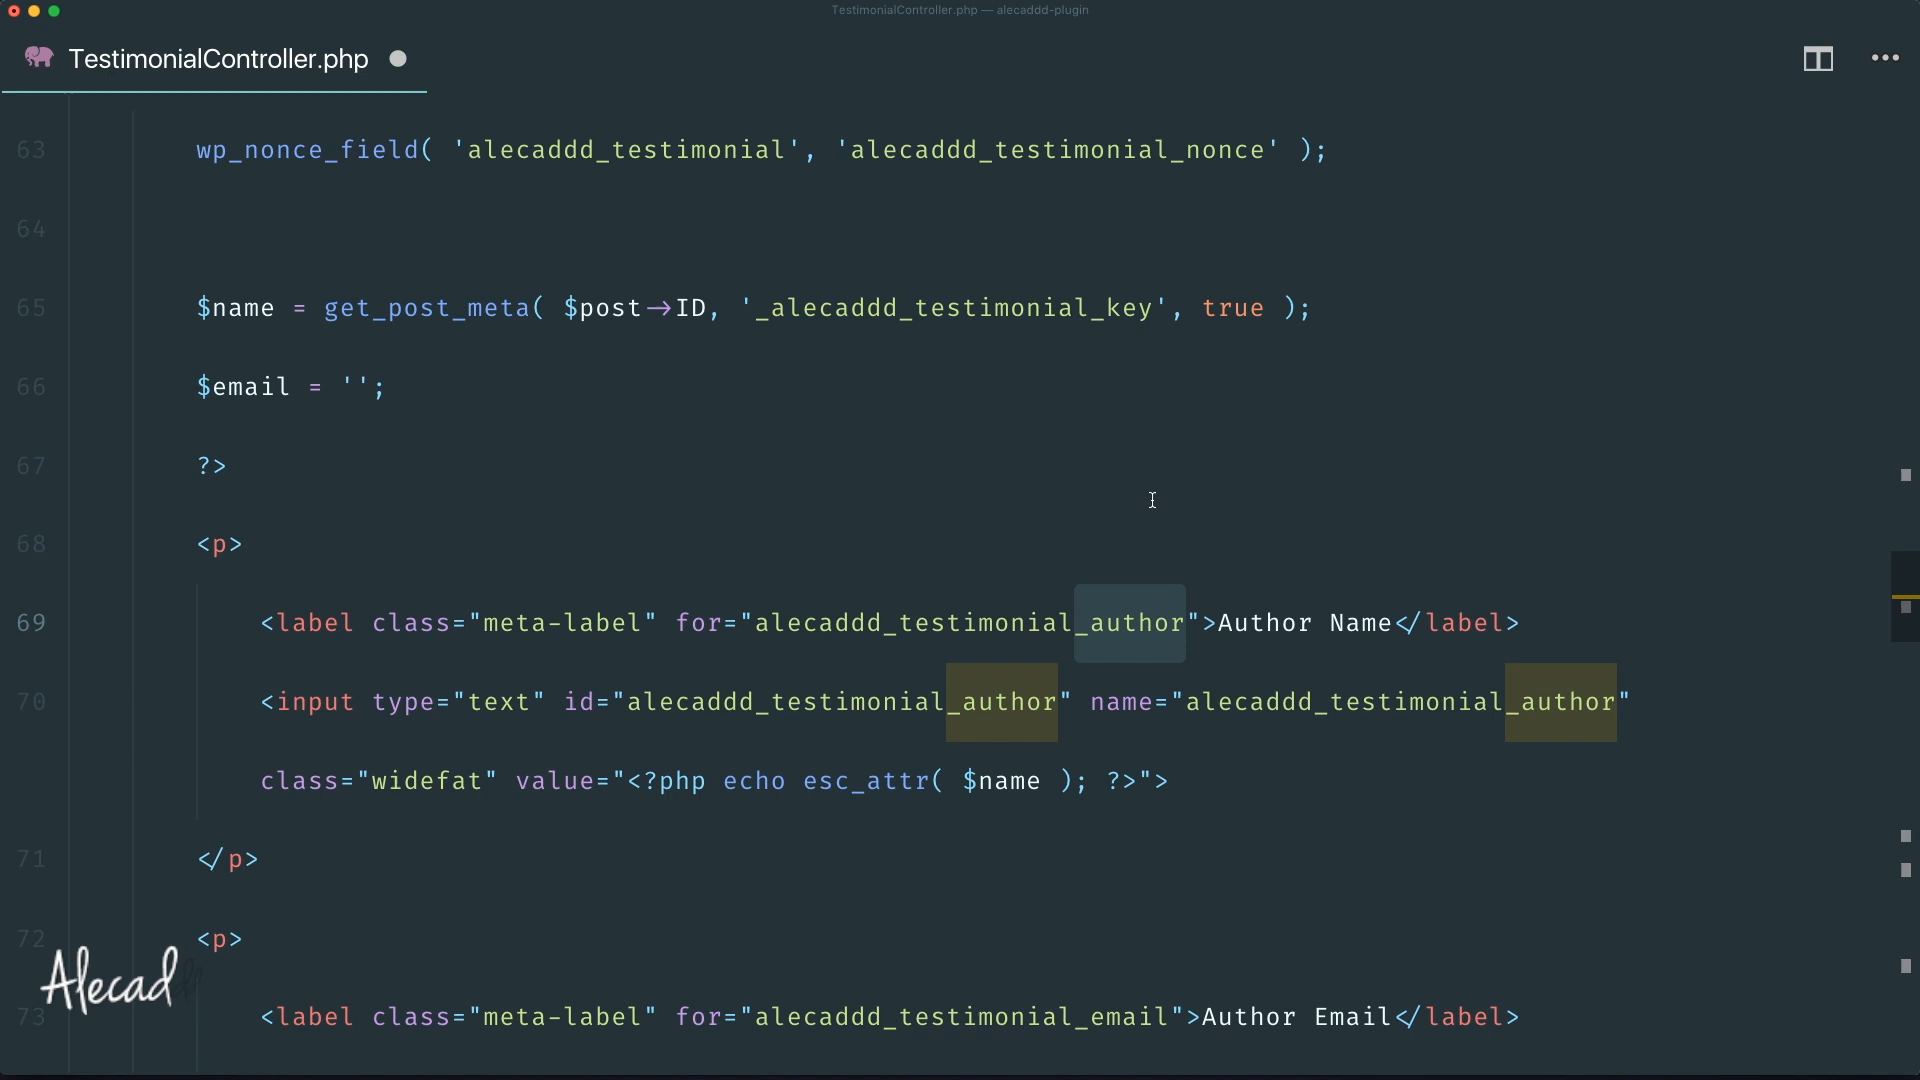 TestimonialController.php — alecaddd-plugin
TestimonialController.php
63 wp_nonce_field( 'alecaddd_testimonial', 'alecaddd_testimonial_nonce' );
64
65 $name = get_post_meta( $post->ID, '_alecaddd_testimonial_key', true );
66 $email = '';
67 ?>
68 <p>
69 <label class="meta-label" for="alecaddd_testimonial_author">Author Name</label>
70 <input type="text" id="alecaddd_testimonial_author" name="alecaddd_testimonial_author"
class="widefat" value="<?php echo esc_attr( $name ); ?>">
71 </p>
72 <p>
Alecad
73 <label class="meta-label" for="alecaddd_testimonial_email">Author Email</label>